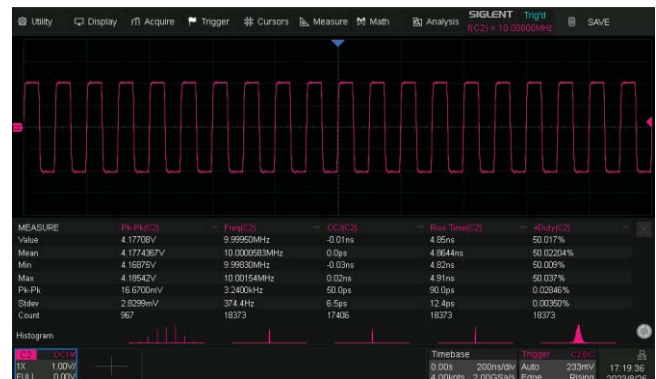 Utility Display Acquire Trigger Cursors Measure Math Analysis SIGLENT Trig'd SAVE
f(C2) = 10.00006MHz
C2
MEASURE Pk-Pk(C2) Freq(C2) CCJ(C2) Rise Time(C2) +Duty(C2)
Value 4.17708V 9.99950MHz -0.01ns 4.85ns 50.017%
Mean 4.1774367V 10.0000583MHz 0.0ps 4.8644ns 50.02204%
Min 4.16875V 9.99830MHz -0.03ns 4.82ns 50.009%
Max 4.18542V 10.00154MHz 0.02ns 4.91ns 50.037%
Pk-Pk 16.6700mV 3.2400kHz 50.0ps 90.0ps 0.02846%
Stdev 2.8299mV 374.4Hz 6.5ps 12.4ps 0.00350%
Count 967 18373 17406 18373 18373
Histogram
C2 DC1M Timebase Trigger C2DC
1X 1.00V/ 0.00s 200ns/div Auto 233mV 17:19:36
FULL 0.00V 4.00kpts 2.00GSa/s Edge Rising 2022/8/26